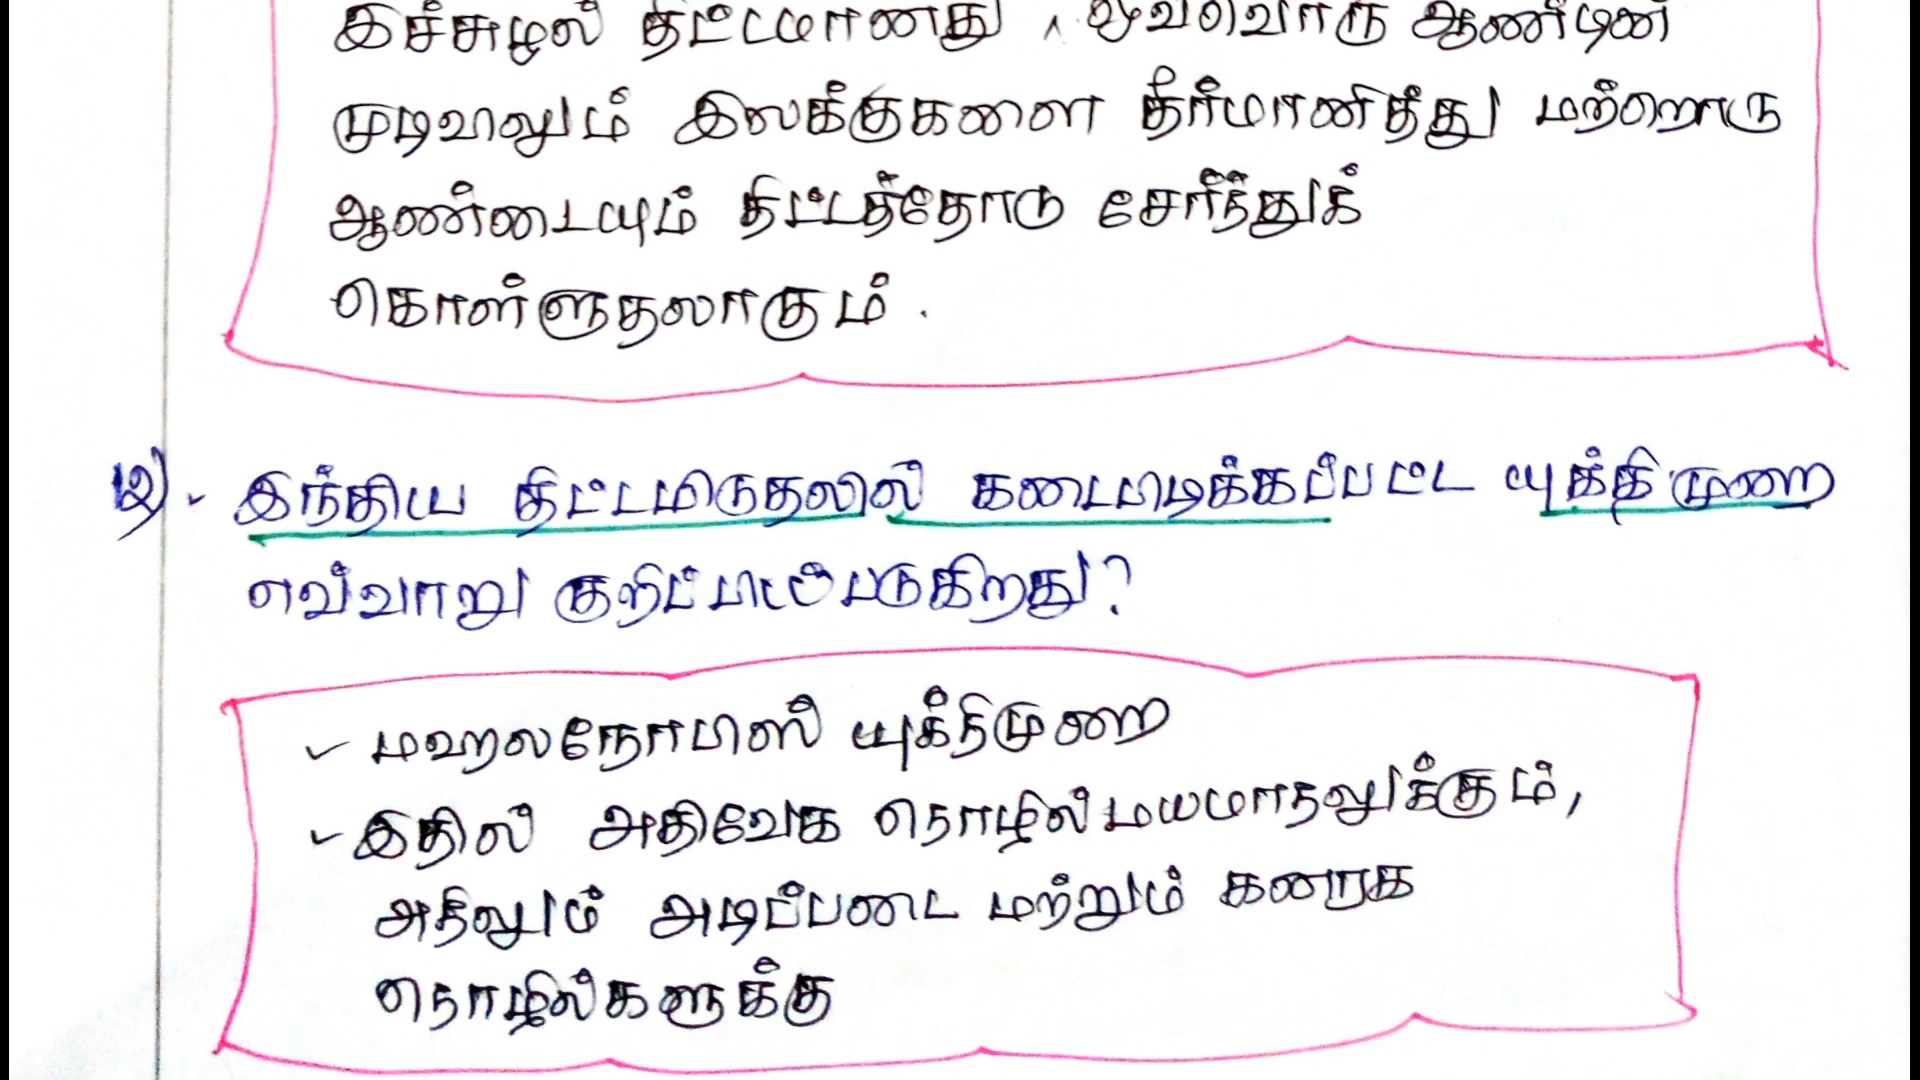 இச்சுழல் திட்டமானது, ஒவ்வொரு ஆண்டின்
முடிவிலும் இலக்குகளை தீர்மானித்து மற்றொரு
ஆண்டையும் திட்டத்தோடு சேர்ந்துக்
கொள்ளுதலாகும்.
இந்திய திட்டமிடுதலில் கடைபிடிக்கப்பட்ட யுக்திமுறை
எவ்வாறு குறிப்பிடப்படுகிறது?
✓ மஹலநோபிஸ் யுக்திமுறை
✓ இதில் அதிவேக தொழில்மயமாதலுக்கும்,
அதிலும் அடிப்படை மற்றும் கனரக
தொழில்களுக்கு